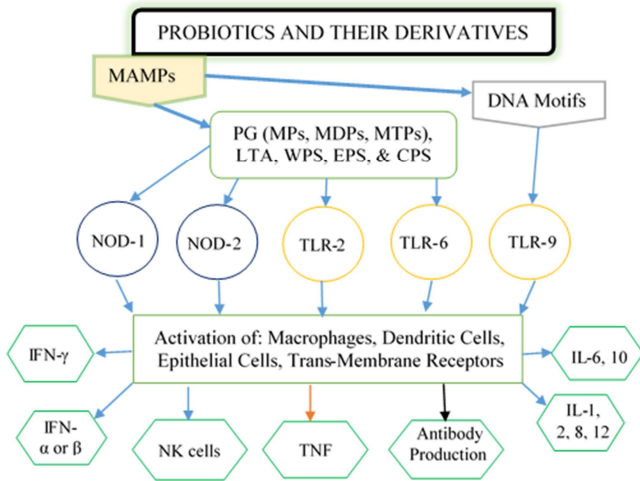 PROBIOTICS AND THEIR DERIVATIVES
MAMPs
DNA Motifs
PG (MPs, MDPs, MTPs),
LTA, WPS, EPS, & CPS
NOD-1
NOD-2
TLR-2
TLR-6
TLR-9
Activation of: Macrophages, Dendritic Cells,
Epithelial Cells, Trans-Membrane Receptors
IFN-γ
IL-6, 10
IFN-
α or β
NK cells
TNF
Antibody
Production
IL-1,
2, 8, 12